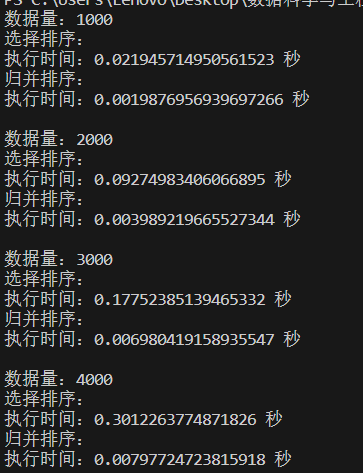 PS C:\Users\Lenovo\Desktop\数据科学与工
数据量：1000
选择排序：
执行时间：0.021945714950561523 秒
归并排序：
执行时间：0.0019876956939697266 秒
数据量：2000
选择排序：
执行时间：0.09274983406066895 秒
归并排序：
执行时间：0.003989219665527344 秒
数据量：3000
选择排序：
执行时间：0.17752385139465332 秒
归并排序：
执行时间：0.006980419158935547 秒
数据量：4000
选择排序：
执行时间：0.3012263774871826 秒
归并排序：
执行时间：0.00797724723815918 秒